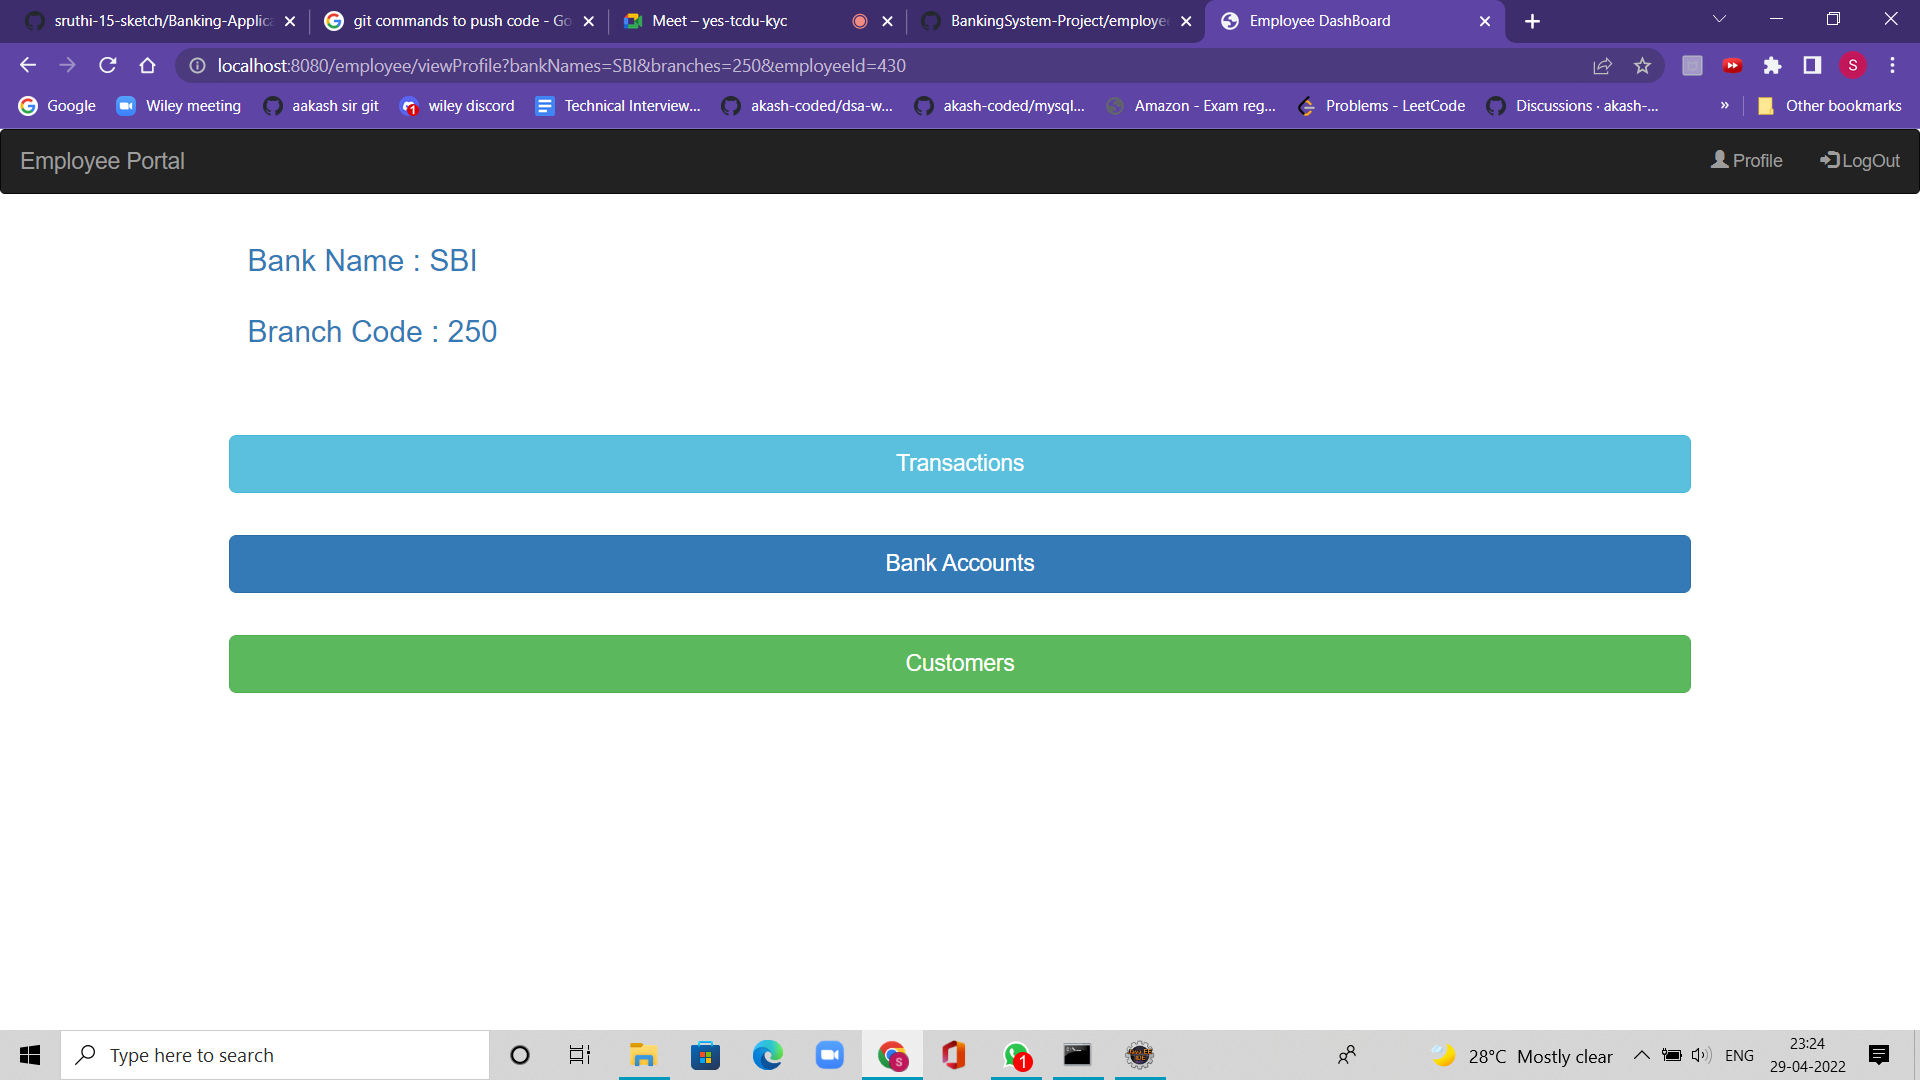 sruthi-15-sketch/Banking-Applica
git commands to push code - Go
Meet – yes-tcdu-kyc
BankingSystem-Project/employe
Employee DashBoard
localhost:8080/employee/viewProfile?bankNames=SBI&branches=250&employeeId=430
S
Google
Wiley meeting
aakash sir git
1
wiley discord
Technical Interview...
akash-coded/dsa-w...
akash-coded/mysql...
Amazon - Exam reg...
Problems - LeetCode
Discussions · akash-...
»
Other bookmarks
Employee Portal
Profile
LogOut
Bank Name : SBI
Branch Code : 250
Transactions
Bank Accounts
Customers
Type here to search
S
1
28°C Mostly clear
ENG
23:24
29-04-2022